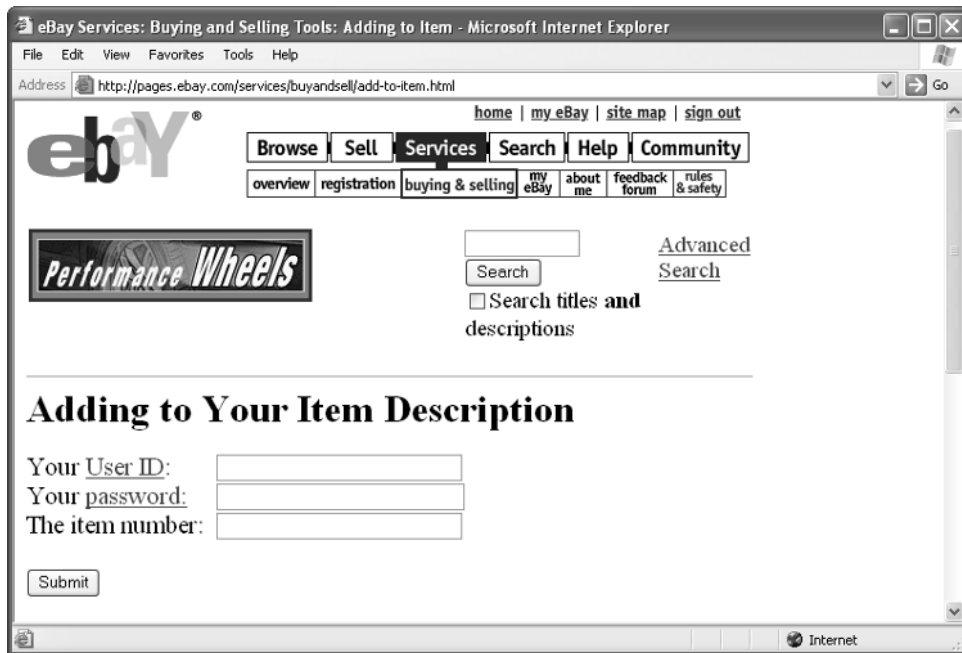 eBay Services: Buying and Selling Tools: Adding to Item - Microsoft Internet Explorer
File Edit View Favorites Tools Help
Address http://pages.ebay.com/services/buyandsell/add-to-item.html Go
home | my eBay | site map | sign out
ebaY®
Browse Sell Services Search Help Community
overview registration buying & selling my eBay about me feedback forum rules & safety
Performance Wheels
Advanced
Search Search
Search titles and
descriptions
Adding to Your Item Description
Your User ID:
Your password:
The item number:
Submit
Internet